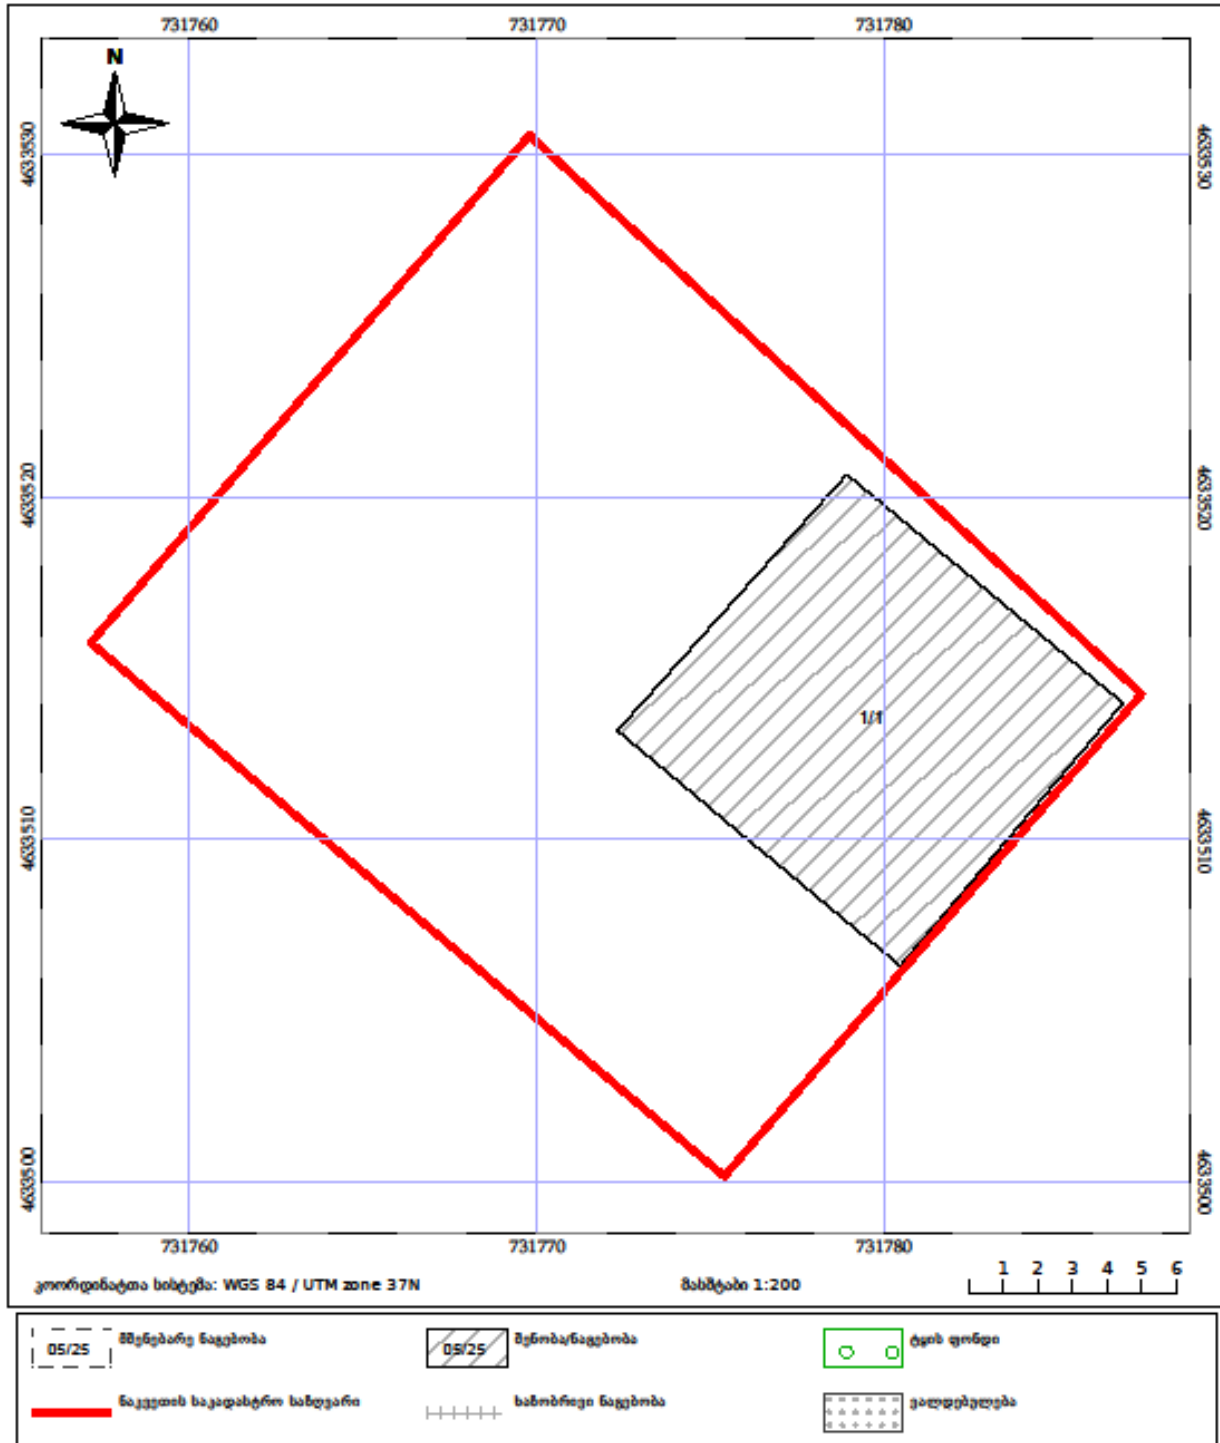 731760 731770 731780
N
4633530 4633530
4633520 4633520
1/1
4633510 4633510
4633500 4633500
731760 731770 731780
კოორდინატთა სისტემა: WGS 84 / UTM zone 37N მასშტაბი 1:200 1 2 3 4 5 6
05/25 მშენებარე ნაგებობა 05/25 შენობა/ნაგებობა ტყის ფონდი
ნაკვეთის საკადასტრო საზღვარი ხაზობრივი ნაგებობა ვალდებულება